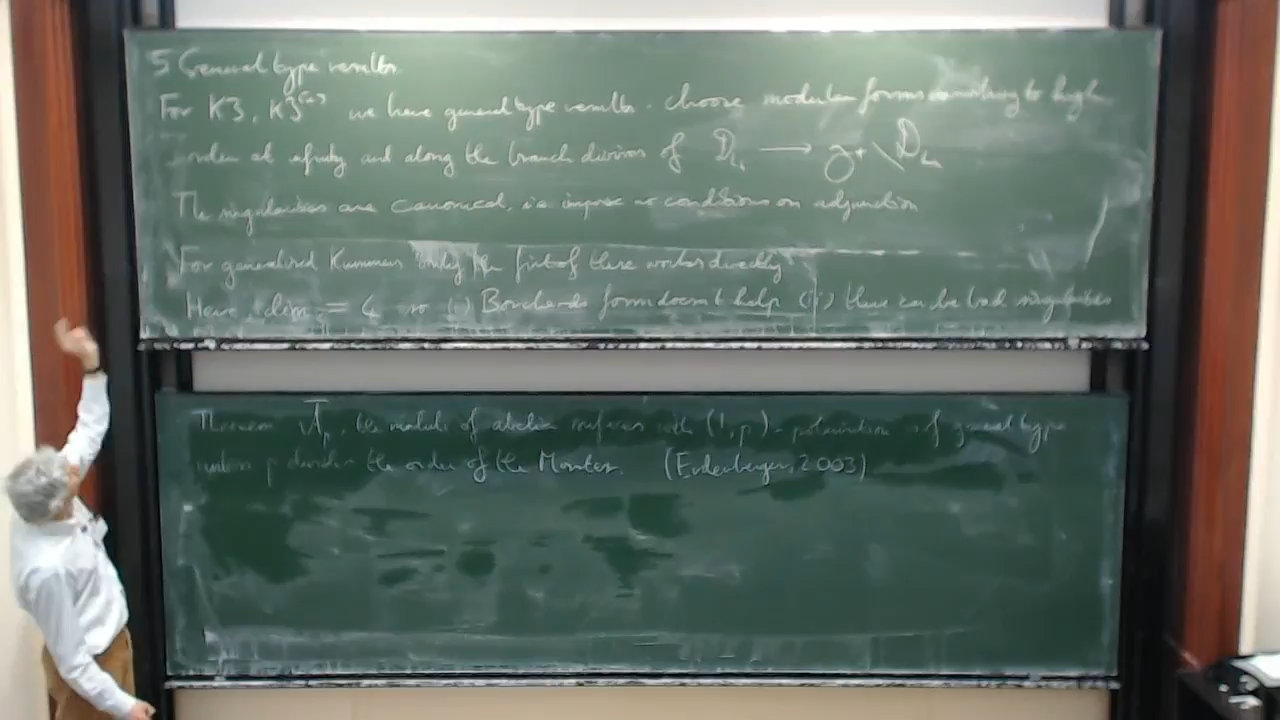 5 General type results
For K3, K3^[n] we have general type results. choose modular forms vanishing to high
order at infinity and along the branch divisors of D_L → Γ^+ \ D_L
The singularities are canonical, i.e. impose no conditions on adjunction
For generalised Kummers only the first of these works directly
Here, dim = 4 so (i) Borcherds form doesn't help (ii) there can be bad singularities
Theorem Ā_p, the moduli of abelian surfaces with (1,p)-polarisation is of general type
unless p divides the order of the Monster. (Erdenberger, 2003)